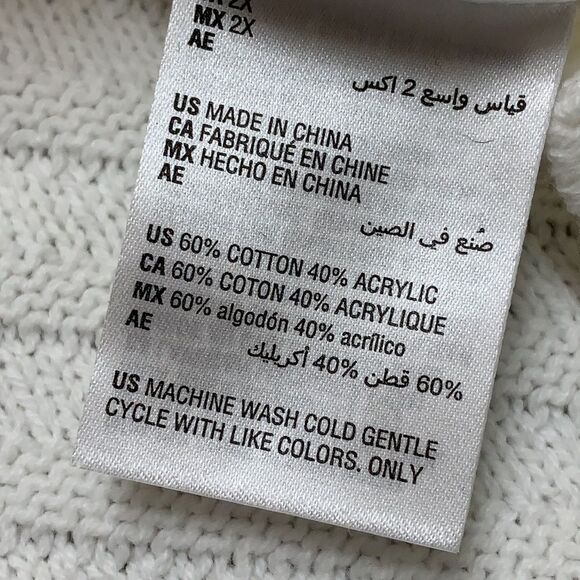 MX 2X
AE
قياس واسع 2 اكس
US MADE IN CHINA
CA FABRIQUÉ EN CHINE
MX HECHO EN CHINA
AE
صُنع في الصين
US 60% COTTON 40% ACRYLIC
CA 60% COTON 40% ACRYLIQUE
MX 60% algodón 40% acrílico
AE
60% قطن 40% أكريليك
US MACHINE WASH COLD GENTLE
CYCLE WITH LIKE COLORS. ONLY